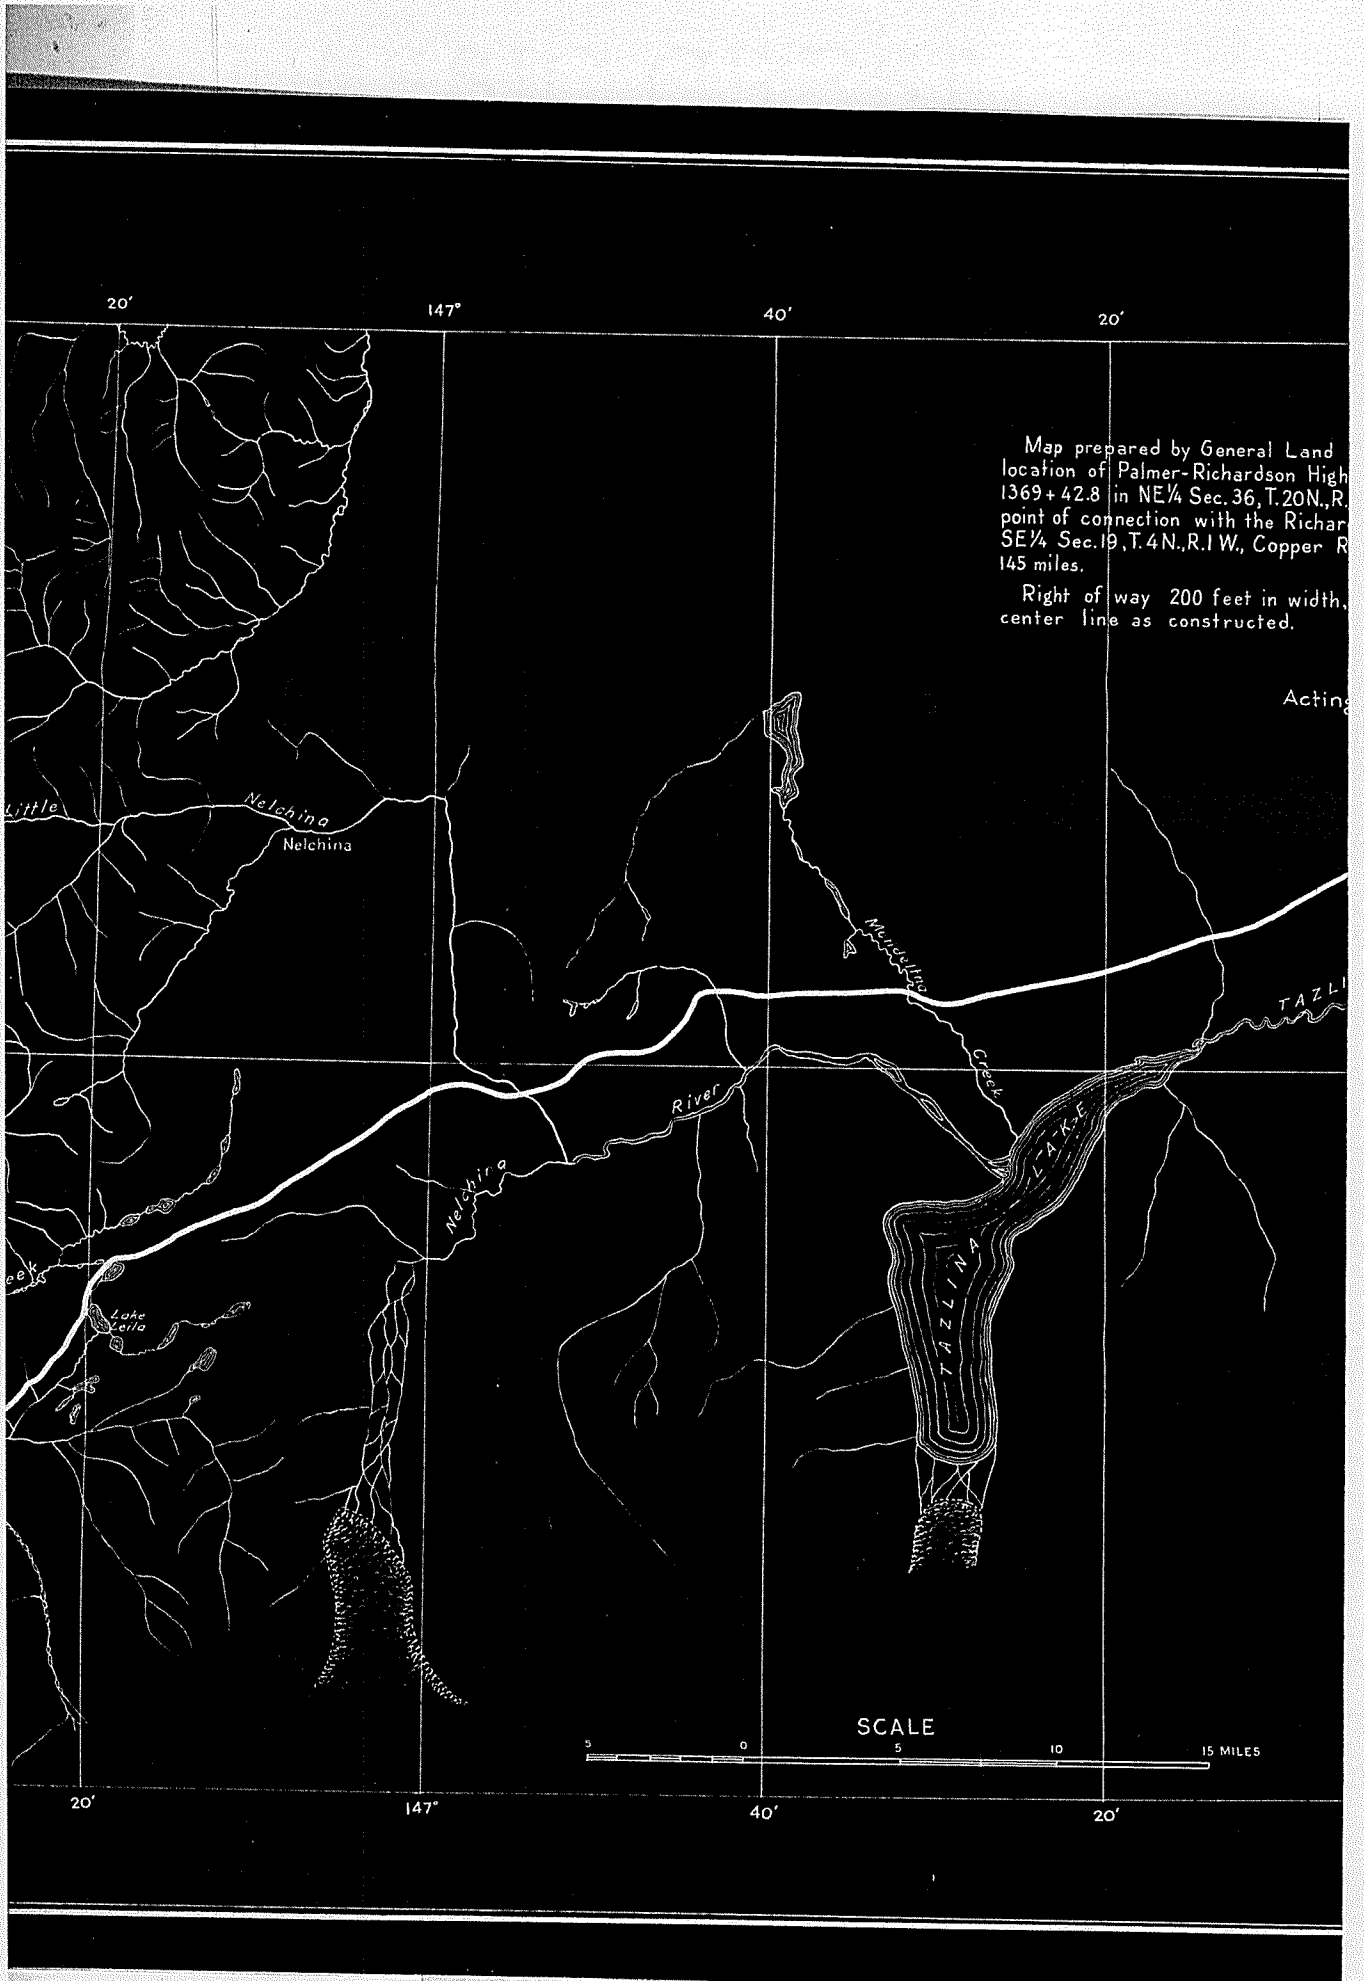 20′ 147° 40′ 20′
Map prepared by General Land
location of Palmer-Richardson High
1369+42.8 in NE¼ Sec. 36, T. 20N., R.
point of connection with the Richar
SE¼ Sec. 19, T. 4N., R. 1 W., Copper R
145 miles.
Right of way 200 feet in width,
center line as constructed.
Acting
Little Nelchina
Nelchina
Mendeltna
Creek
TAZLI
River
Nelchina
L-A-K-E
TAZLINA
eek
Lake
Leila
SCALE
5 0 5 10 15 MILES
20′ 147° 40′ 20′